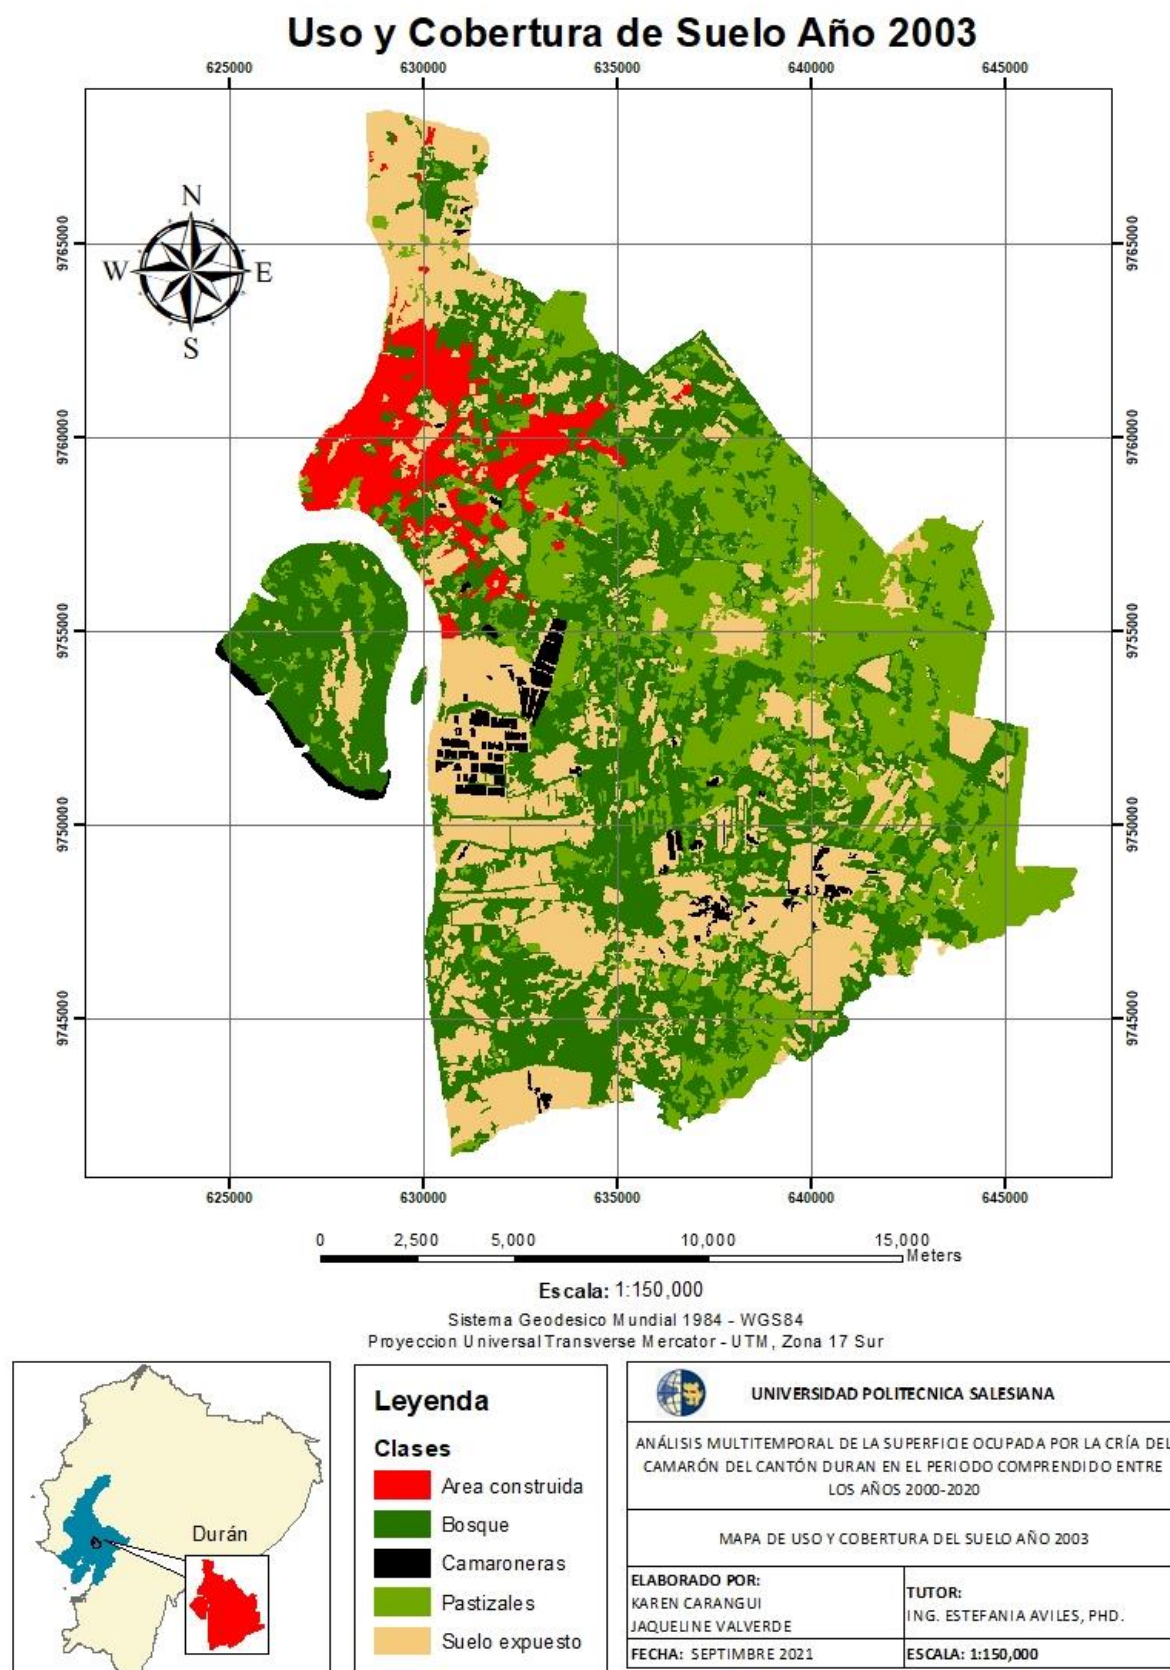 Uso y Cobertura de Suelo Año 2003
625000 630000 635000 640000 645000
N
W E
S
9765000 9765000
9760000 9760000
9755000 9755000
9750000 9750000
9745000 9745000
625000 630000 635000 640000 645000
0 2,500 5,000 10,000 15,000
Meters
Escala: 1:150,000
Sistema Geodesico Mundial 1984 - WGS84
Proyeccion Universal Transverse Mercator - UTM, Zona 17 Sur
Durán
Leyenda
Clases
Area construida
Bosque
Camaroneras
Pastizales
Suelo expuesto
UNIVERSIDAD POLITECNICA SALESIANA
ANÁLISIS MULTITEMPORAL DE LA SUPERFICIE OCUPADA POR LA CRÍA DEL
CAMARÓN DEL CANTÓN DURAN EN EL PERIODO COMPRENDIDO ENTRE
LOS AÑOS 2000-2020
MAPA DE USO Y COBERTURA DEL SUELO AÑO 2003
ELABORADO POR:
KAREN CARANGUI
JAQUELINE VALVERDE
TUTOR:
ING. ESTEFANIA AVILES, PHD.
FECHA: SEPTIMBRE 2021
ESCALA: 1:150,000